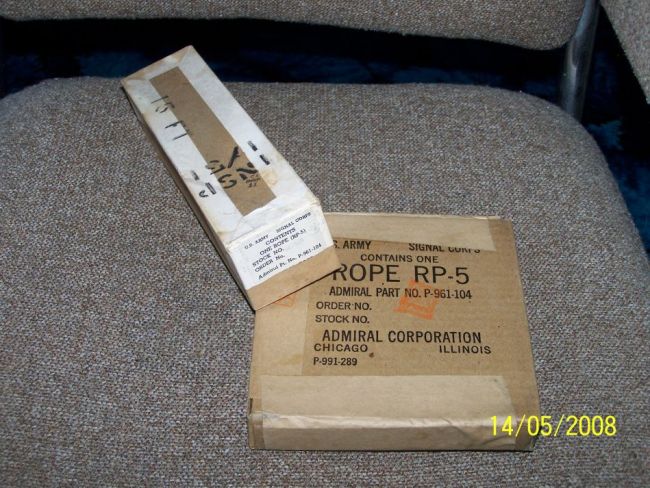 15 FT
U.S. ARMY SIGNAL CORPS
CONTENTS
ONE ROPE (RP-5)
STOCK NO.
ORDER No.
Admiral Pt. No. P-961-104
.S. ARMY SIGNAL CORPS
CONTAINS ONE
ROPE RP-5
ADMIRAL PART NO. P-961-104
ORDER NO.
STOCK NO.
ADMIRAL CORPORATION
CHICAGO ILLINOIS
P-991-289
14/05/2008